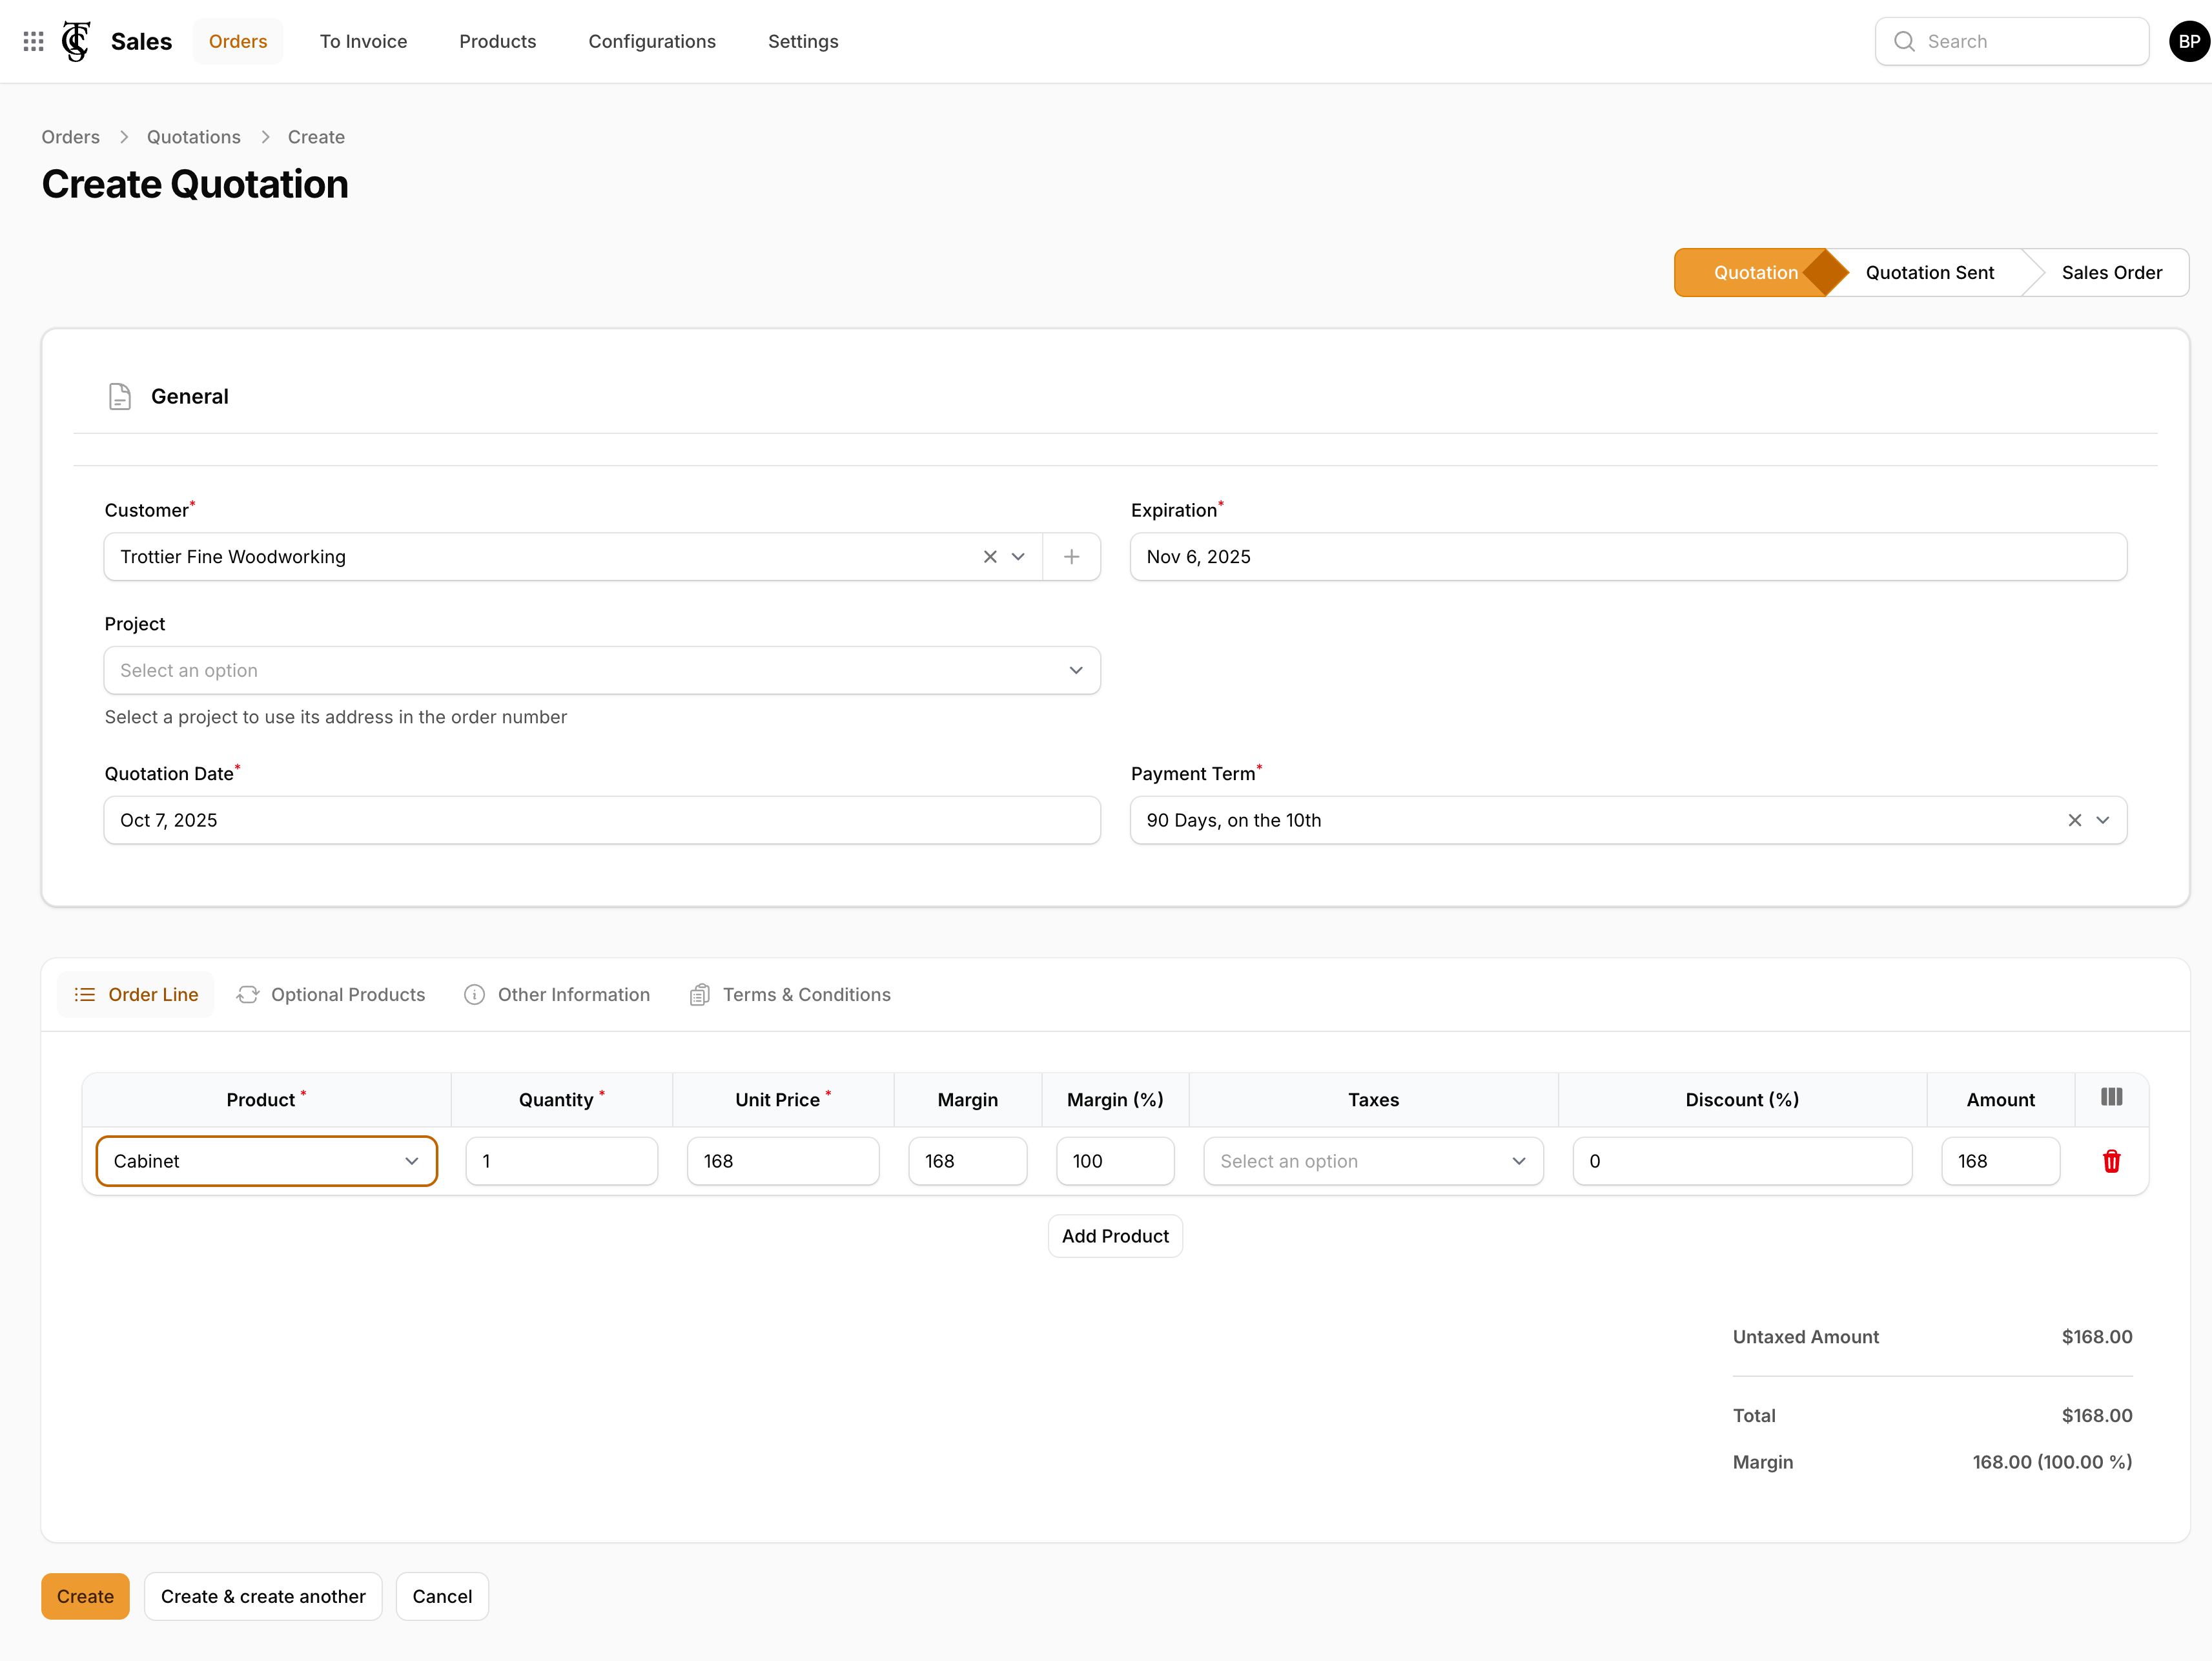 Sales
Orders
To Invoice
Products
Configurations
Settings
Search
BP
Orders > Quotations > Create
Create Quotation
Quotation
Quotation Sent
Sales Order
General
Customer*
Expiration*
Trottier Fine Woodworking
Nov 6, 2025
Project
Select an option
Select a project to use its address in the order number
Quotation Date*
Payment Term*
Oct 7, 2025
90 Days, on the 10th
Order Line
Optional Products
Other Information
Terms & Conditions
Product * Quantity * Unit Price * Margin Margin (%) Taxes Discount (%) Amount
Cabinet 1 168 168 100 Select an option 0 168
Add Product
Untaxed Amount $168.00
Total $168.00
Margin 168.00 (100.00 %)
Create
Create & create another
Cancel